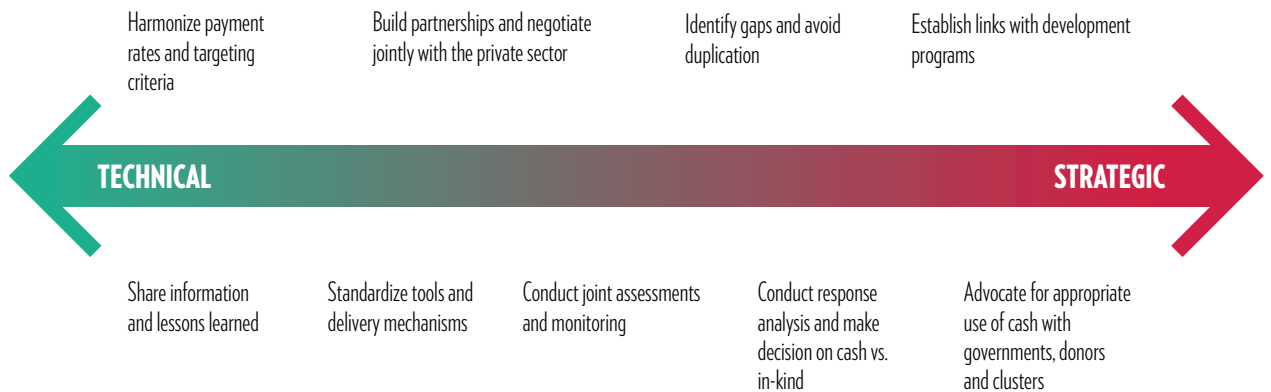 Harmonize payment
rates and targeting
criteria
Build partnerships and negotiate
jointly with the private sector
Identify gaps and avoid
duplication
Establish links with development
programs
TECHNICAL
STRATEGIC
Share information
and lessons learned
Standardize tools and
delivery mechanisms
Conduct joint assessments
and monitoring
Conduct response
analysis and make
decision on cash vs.
in-kind
Advocate for appropriate
use of cash with
governments, donors
and clusters